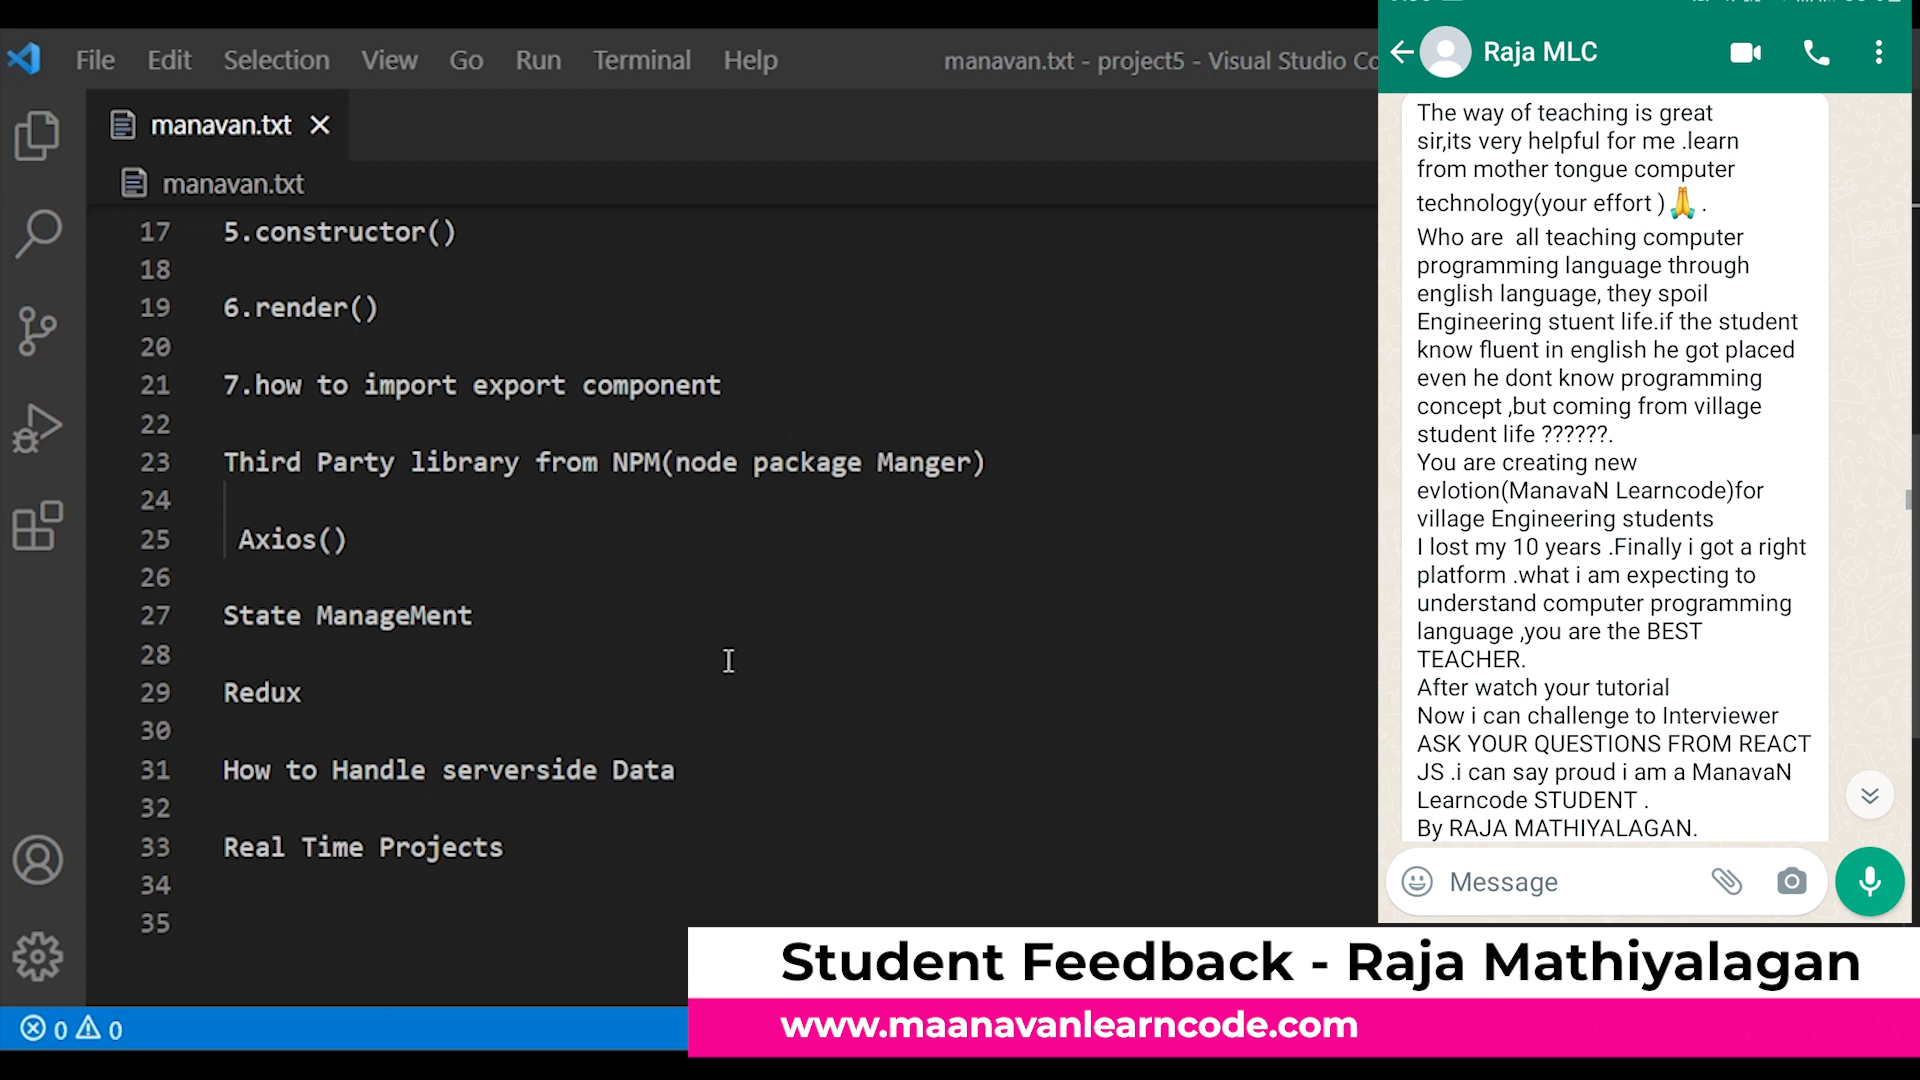 File Edit Selection View Go Run Terminal Help manavan.txt - project5 - Visual Studio Co
manavan.txt
manavan.txt
17 5.constructor()
18
19 6.render()
20
21 7.how to import export component
22
23 Third Party library from NPM(node package Manger)
24
25 Axios()
26
27 State ManageMent
28
29 Redux
30
31 How to Handle serverside Data
32
33 Real Time Projects
34
35
0 0
Raja MLC
The way of teaching is great
sir,its very helpful for me .learn
from mother tongue computer
technology(your effort )🙏 .
Who are all teaching computer
programming language through
english language, they spoil
Engineering stuent life.if the student
know fluent in english he got placed
even he dont know programming
concept ,but coming from village
student life ??????.
You are creating new
evlotion(ManavaN Learncode)for
village Engineering students
I lost my 10 years .Finally i got a right
platform .what i am expecting to
understand computer programming
language ,you are the BEST
TEACHER.
After watch your tutorial
Now i can challenge to Interviewer
ASK YOUR QUESTIONS FROM REACT
JS .i can say proud i am a ManavaN
Learncode STUDENT .
By RAJA MATHIYALAGAN.
Message
Student Feedback - Raja Mathiyalagan
www.maanavanlearncode.com